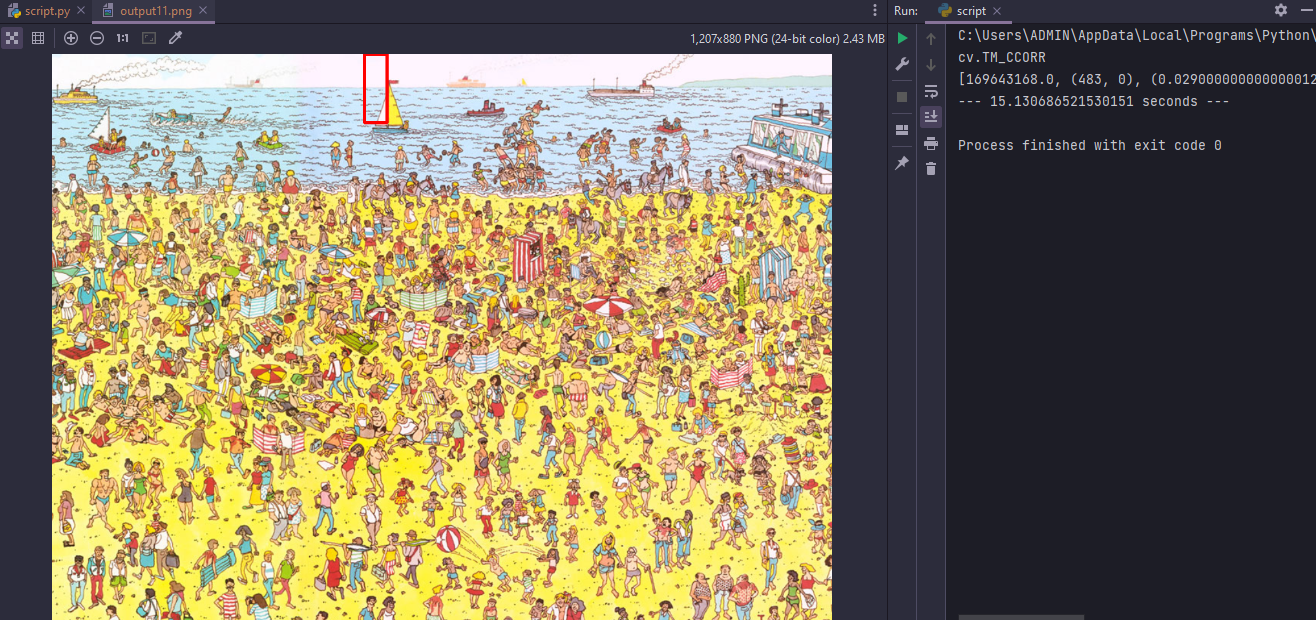 script.py
output11.png
1:1
1,207x880 PNG (24-bit color) 2.43 MB
Run:
script
C:\Users\ADMIN\AppData\Local\Programs\Python\
cv.TM_CCORR
[169643168.0, (483, 0), (0.029000000000000012
--- 15.130686521530151 seconds ---
Process finished with exit code 0